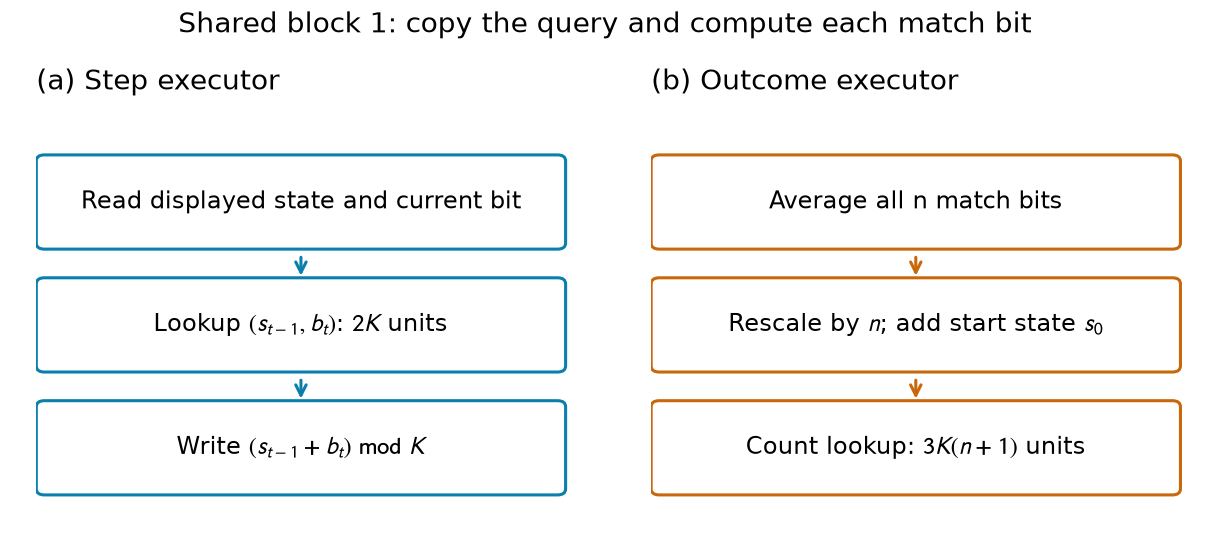 Shared block 1: copy the query and compute each match bit
(a) Step executor
Read displayed state and current bit
Lookup (s_{t−1}, b_t): 2K units
Write (s_{t−1} + b_t) mod K
(b) Outcome executor
Average all n match bits
Rescale by n; add start state s_0
Count lookup: 3K(n + 1) units